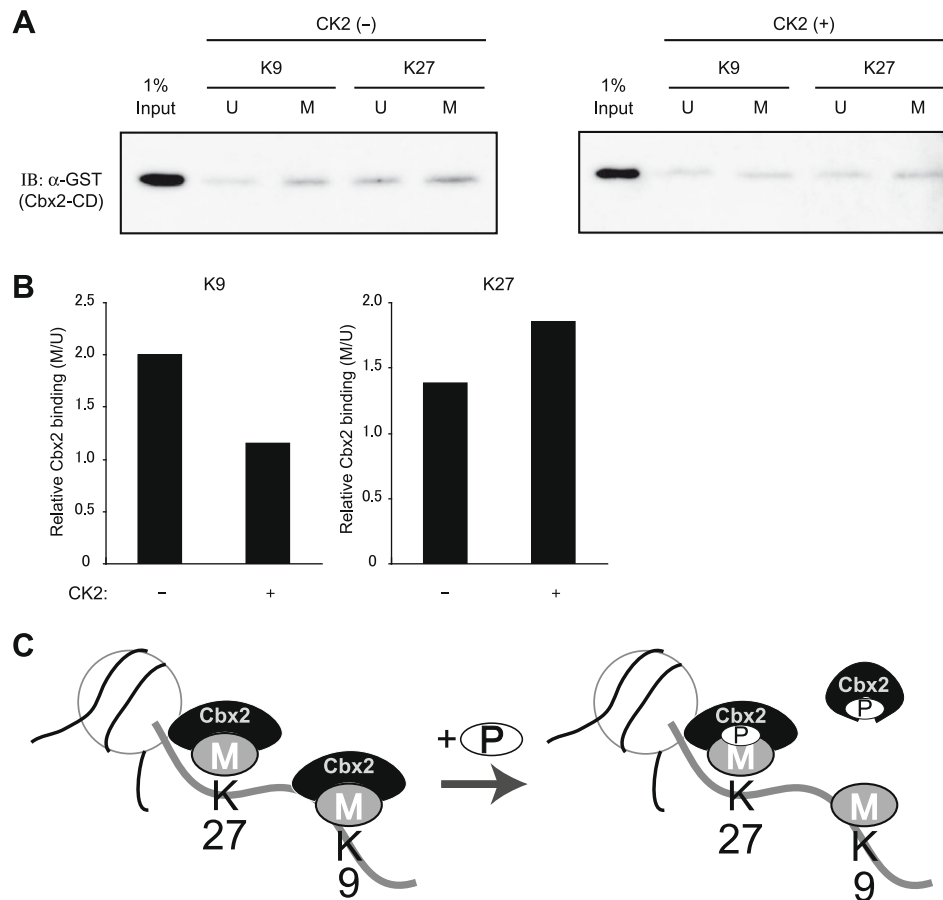 A
CK2 (–)
CK2 (+)
K9 K27
K9 K27
1% Input
U M U M
1% Input
U M U M
IB: α-GST
(Cbx2-CD)
B
K9
Relative Cbx2 binding (M/U)
2.5
2.0
1.5
1.0
0.5
0
K27
Relative Cbx2 binding (M/U)
2.0
1.5
1.0
0.5
0
CK2: – + – +
C
Cbx2
M
K
27
Cbx2
M
K
9
+ P
Cbx2
P
M
K
27
Cbx2
P
M
K
9